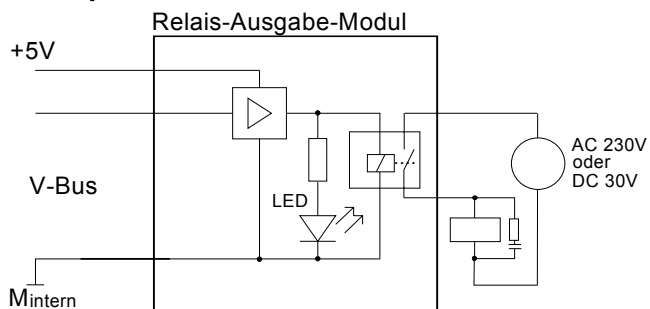 Relais-Ausgabe-Modul
+5V
AC 230V
oder
DC 30V
V-Bus
LED
Mintern